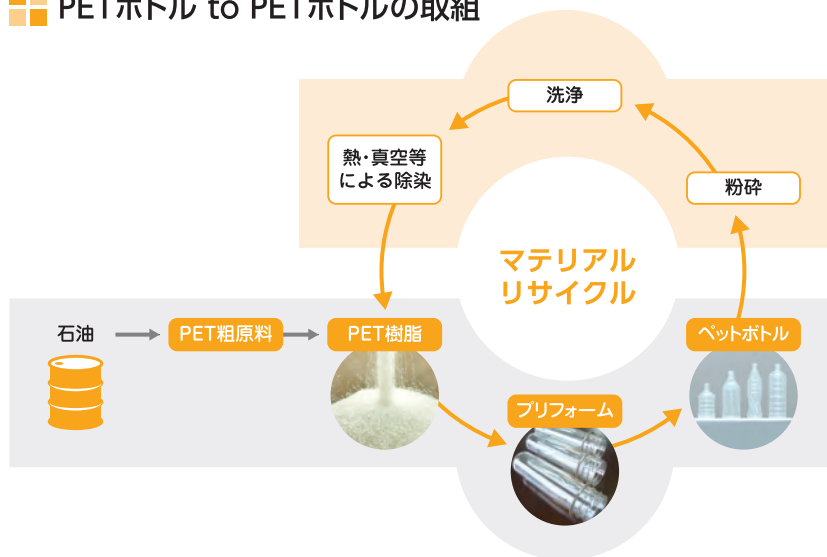 PETボトル to PETボトルの取組
洗浄
熱・真空等
による除染
粉砕
マテリアル
リサイクル
石油
PET粗原料
PET樹脂
ペットボトル
プリフォーム